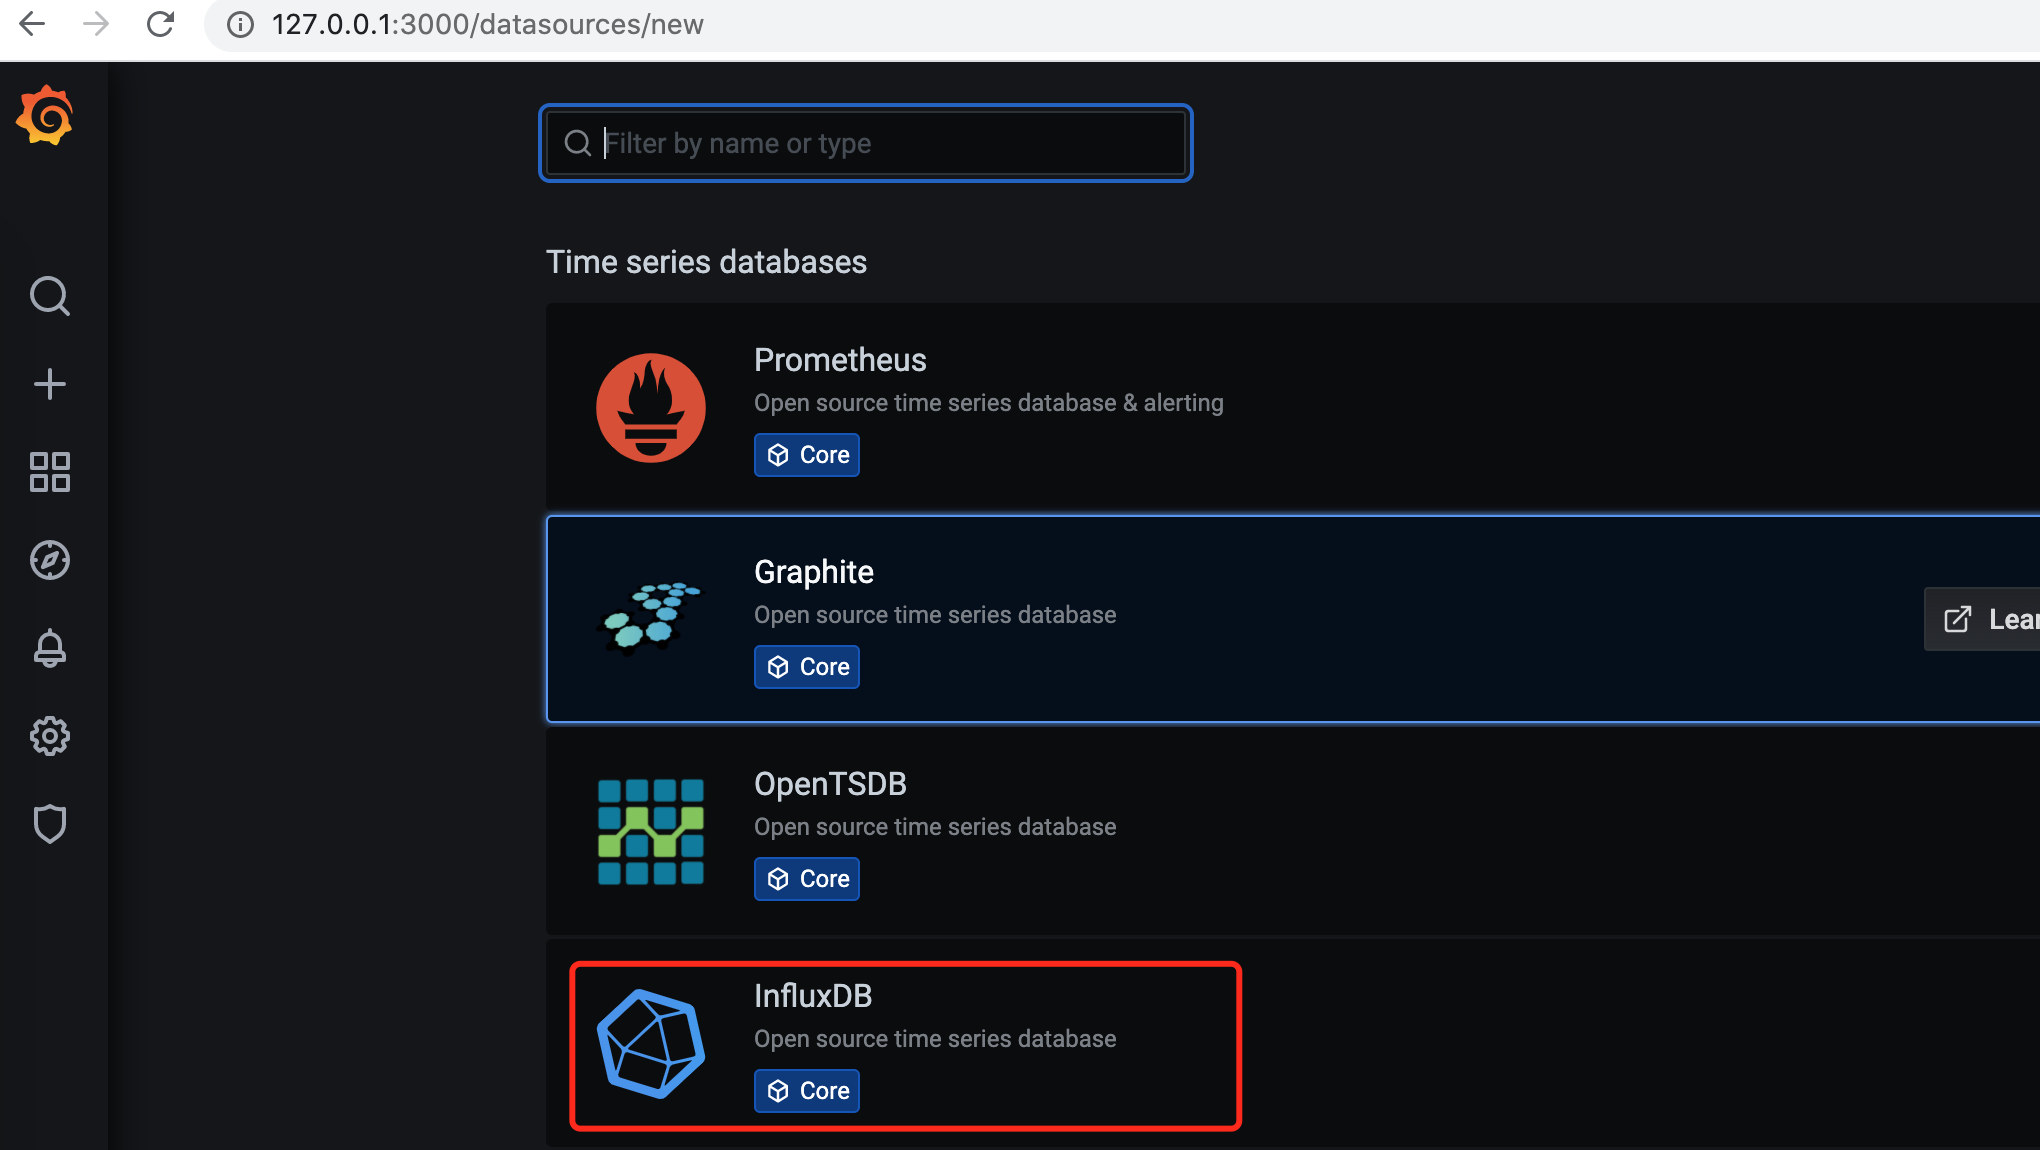 127.0.0.1:3000/datasources/new
Filter by name or type
Time series databases
Prometheus
Open source time series database & alerting
Core
Graphite
Open source time series database
Core
Lear
OpenTSDB
Open source time series database
Core
InfluxDB
Open source time series database
Core